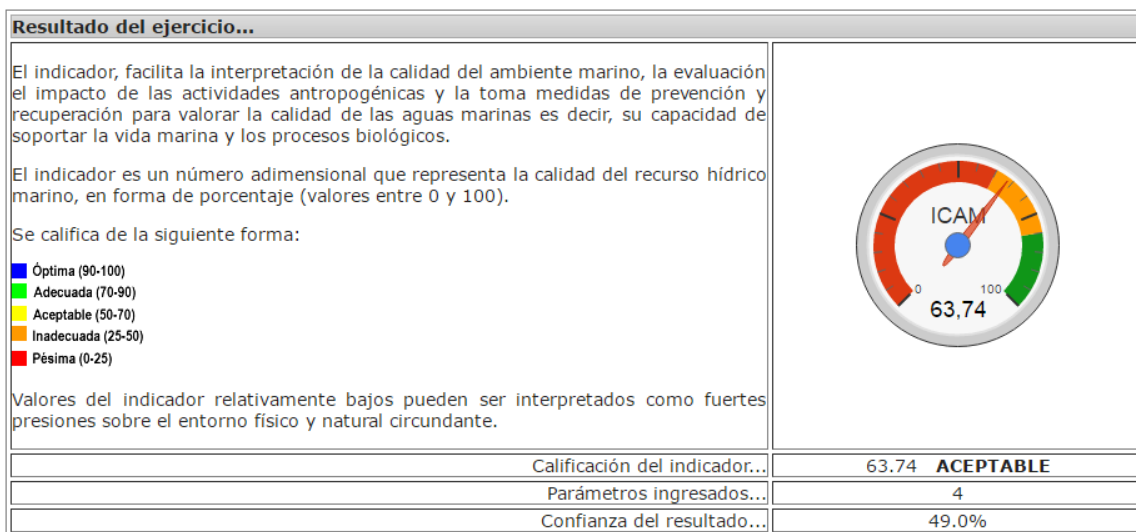 Resultado del ejercicio...
El indicador, facilita la interpretación de la calidad del ambiente marino, la evaluación
el impacto de las actividades antropogénicas y la toma medidas de prevención y
recuperación para valorar la calidad de las aguas marinas es decir, su capacidad de
soportar la vida marina y los procesos biológicos.
El indicador es un número adimensional que representa la calidad del recurso hídrico
marino, en forma de porcentaje (valores entre 0 y 100).
Se califica de la siguiente forma:
Óptima (90-100)
Adecuada (70-90)
Aceptable (50-70)
Inadecuada (25-50)
Pésima (0-25)
Valores del indicador relativamente bajos pueden ser interpretados como fuertes
presiones sobre el entorno físico y natural circundante.
ICAM
0 100
63,74
Calificación del indicador... 63.74 ACEPTABLE
Parámetros ingresados... 4
Confianza del resultado... 49.0%